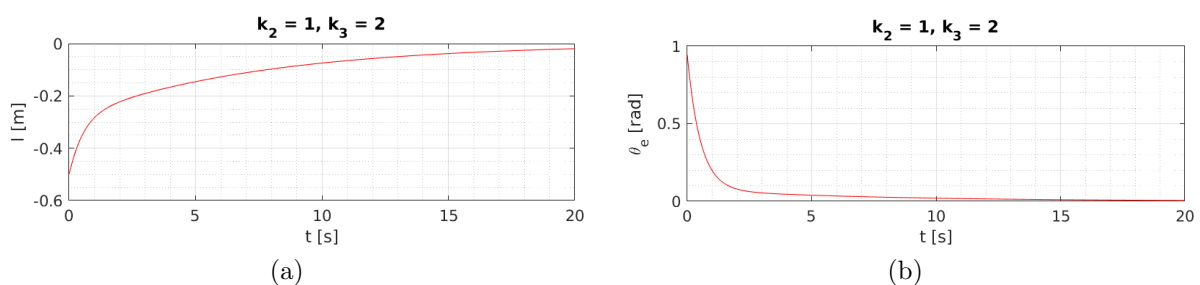 k2 = 1, k3 = 2
0
-0.2
-0.4
-0.6
l [m]
0 5 10 15 20
t [s]
(a)
k2 = 1, k3 = 2
1
0.5
0
θe [rad]
0 5 10 15 20
t [s]
(b)